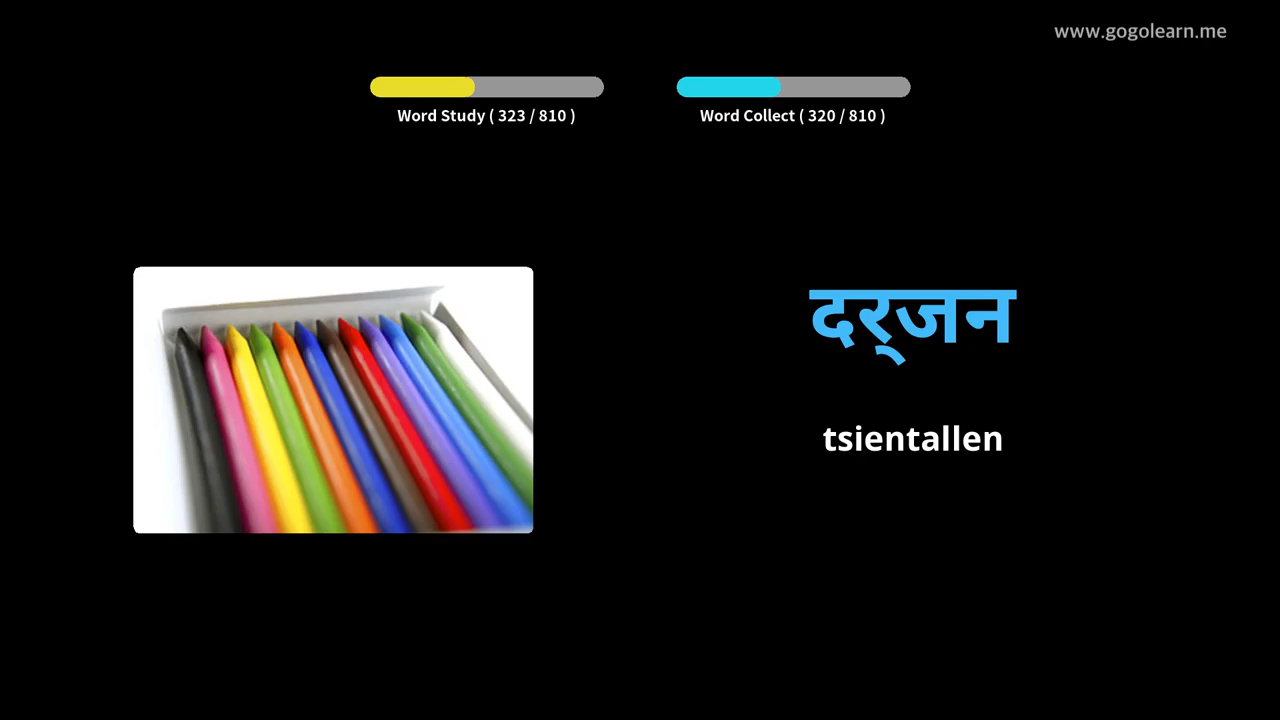 www.gogolearn.me
Word Study ( 323 / 810 )
Word Collect ( 320 / 810 )
दर्‌जन
tsientallen